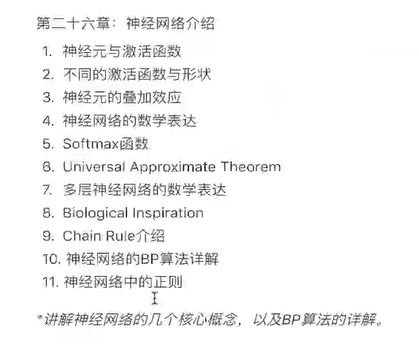 第二十六章：神经网络介绍
1. 神经元与激活函数
2. 不同的激活函数与形状
3. 神经元的叠加效应
4. 神经网络的数学表达
5. Softmax函数
6. Universal Approximate Theorem
7. 多层神经网络的数学表达
8. Biological Inspiration
9. Chain Rule介绍
10. 神经网络的BP算法详解
11. 神经网络中的正则
*讲解神经网络的几个核心概念，以及BP算法的详解。